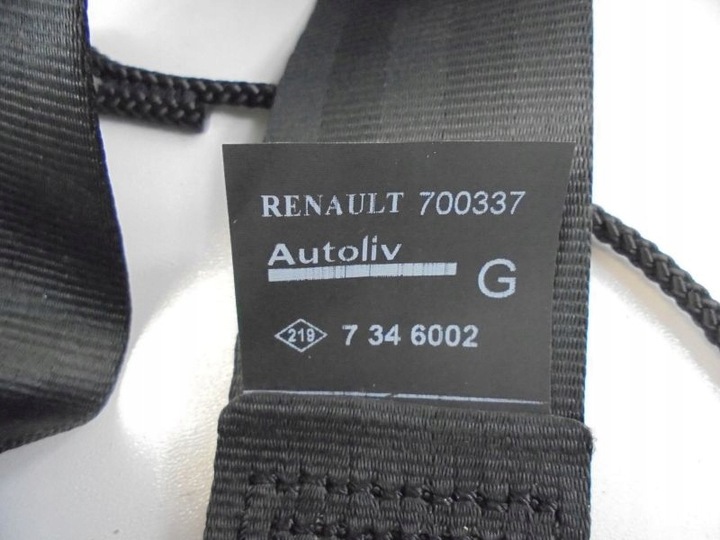 RENAULT 700337
Autoliv
G
219 7 34 6002